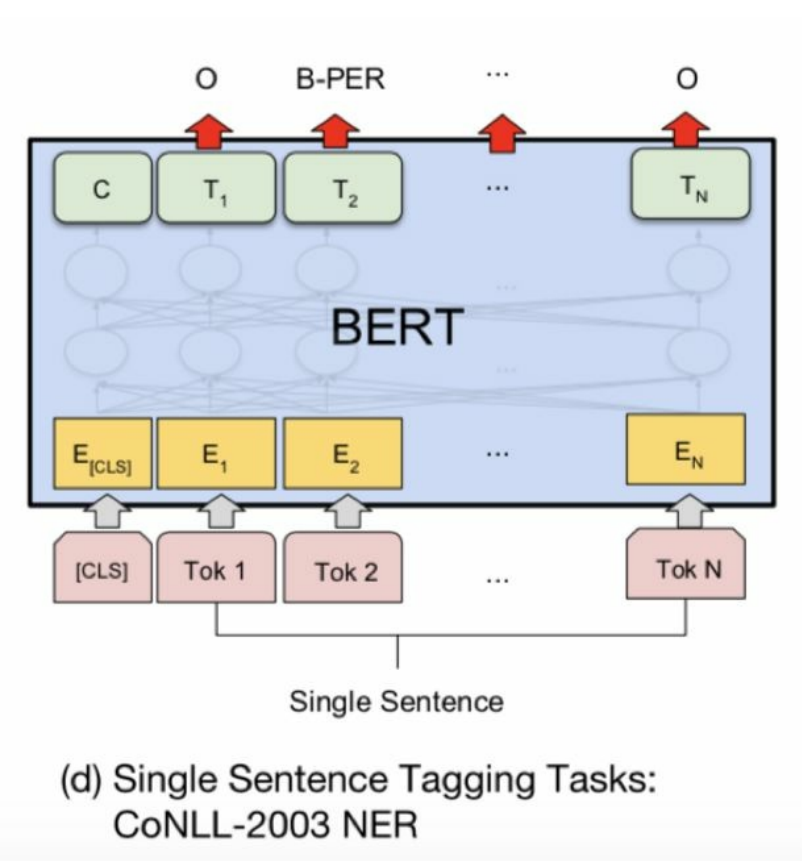 O B-PER ... O
C T1 T2 ... TN
...
BERT
...
E[CLS] E1 E2 ... EN
[CLS] Tok 1 Tok 2 ... Tok N
Single Sentence
(d) Single Sentence Tagging Tasks:
CoNLL-2003 NER